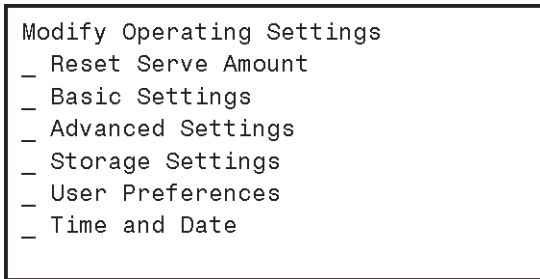 Modify Operating Settings
_ Reset Serve Amount
_ Basic Settings
_ Advanced Settings
_ Storage Settings
_ User Preferences
_ Time and Date